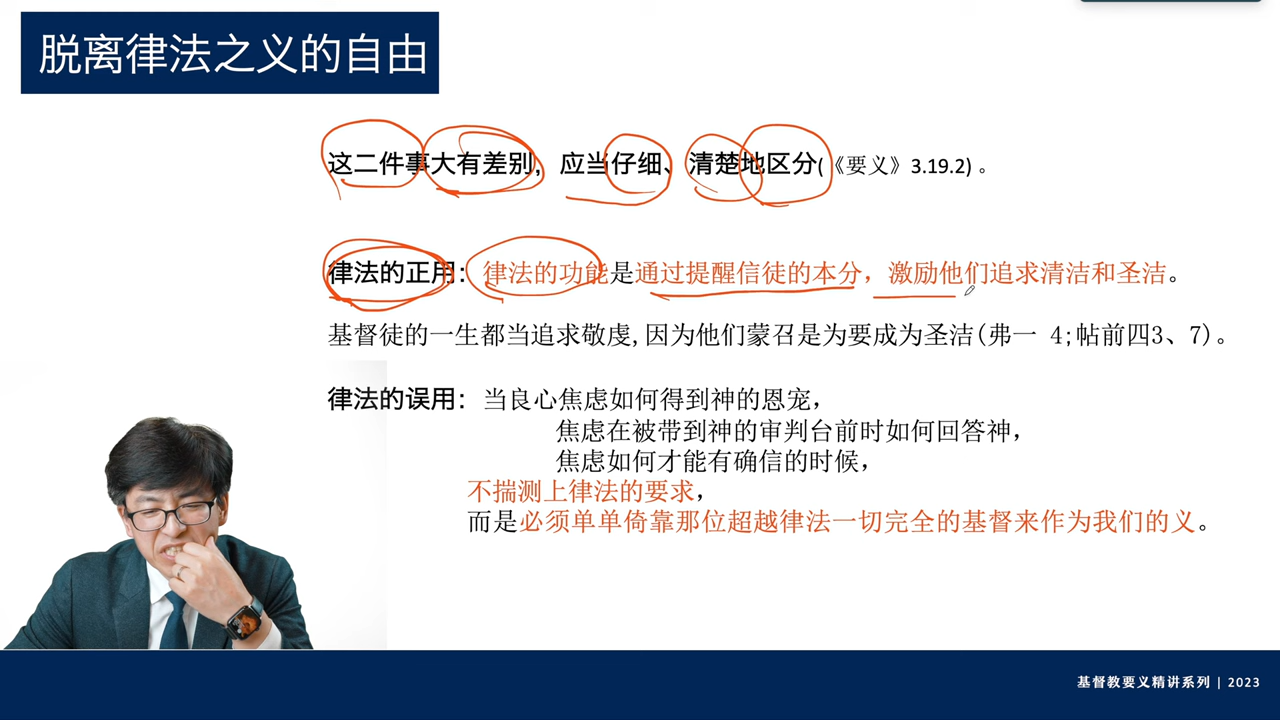 脱离律法之义的自由
这二件事大有差别，应当仔细、清楚地区分(《要义》3.19.2) 。
律法的正用：律法的功能是通过提醒信徒的本分，激励他们追求清洁和圣洁。
基督徒的一生都当追求敬虔,因为他们蒙召是为要成为圣洁(弗一 4;帖前四3、7)。
律法的误用：当良心焦虑如何得到神的恩宠，
焦虑在被带到神的审判台前时如何回答神，
焦虑如何才能有确信的时候，
不揣测上律法的要求，
而是必须单单倚靠那位超越律法一切完全的基督来作为我们的义。
基督教要义精讲系列 | 2023